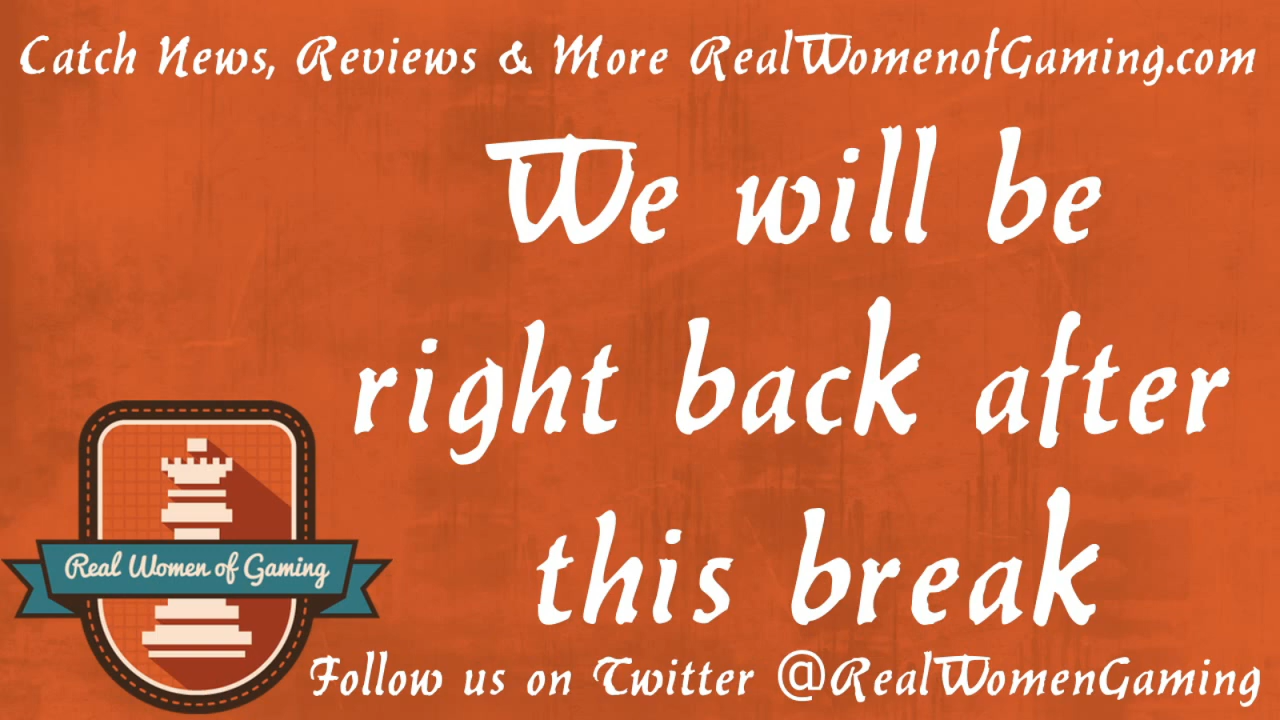 Catch News, Reviews & More RealWomenofGaming.com
We will be
right back after
this break
Real Women of Gaming
Follow us on Twitter @RealWomenGaming